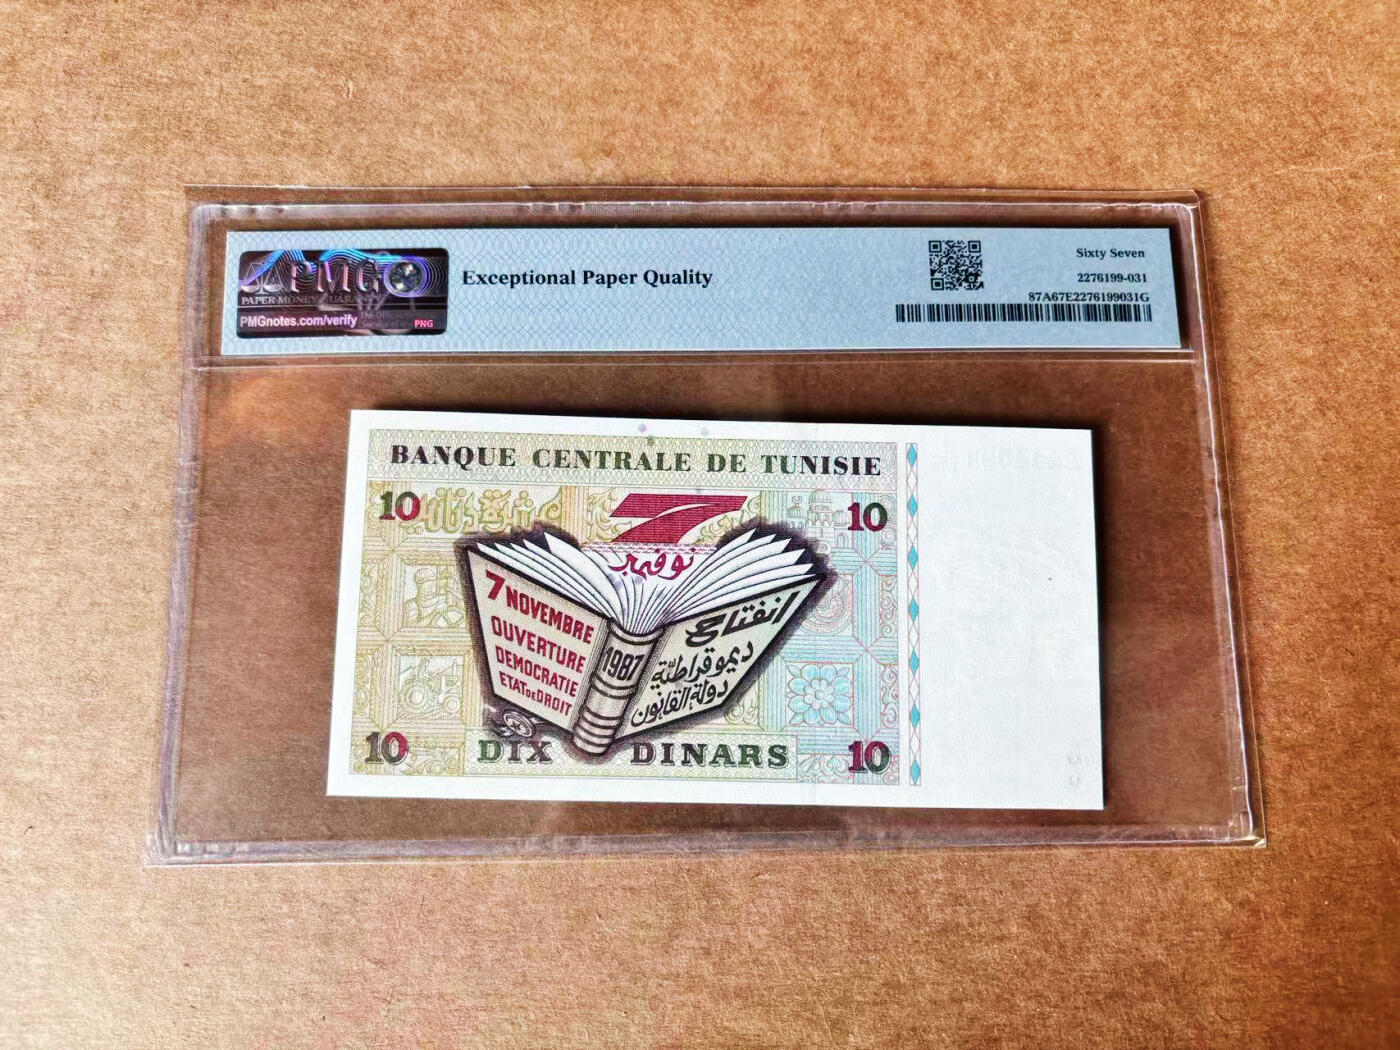 PMG
PAPER MONEY GUARANTY
PMGnotes.com/verify
PNG
Exceptional Paper Quality
Sixty Seven
2276199-031
87A67E2276199031G
BANQUE CENTRALE DE TUNISIE
10
10
7
نوفمبر
7 NOVEMBRE
OUVERTURE
DEMOCRATIE
ETAT DE DROIT
1987
انفتاح
ديموقراطيّة
دولة القانون
10
DIX DINARS
10